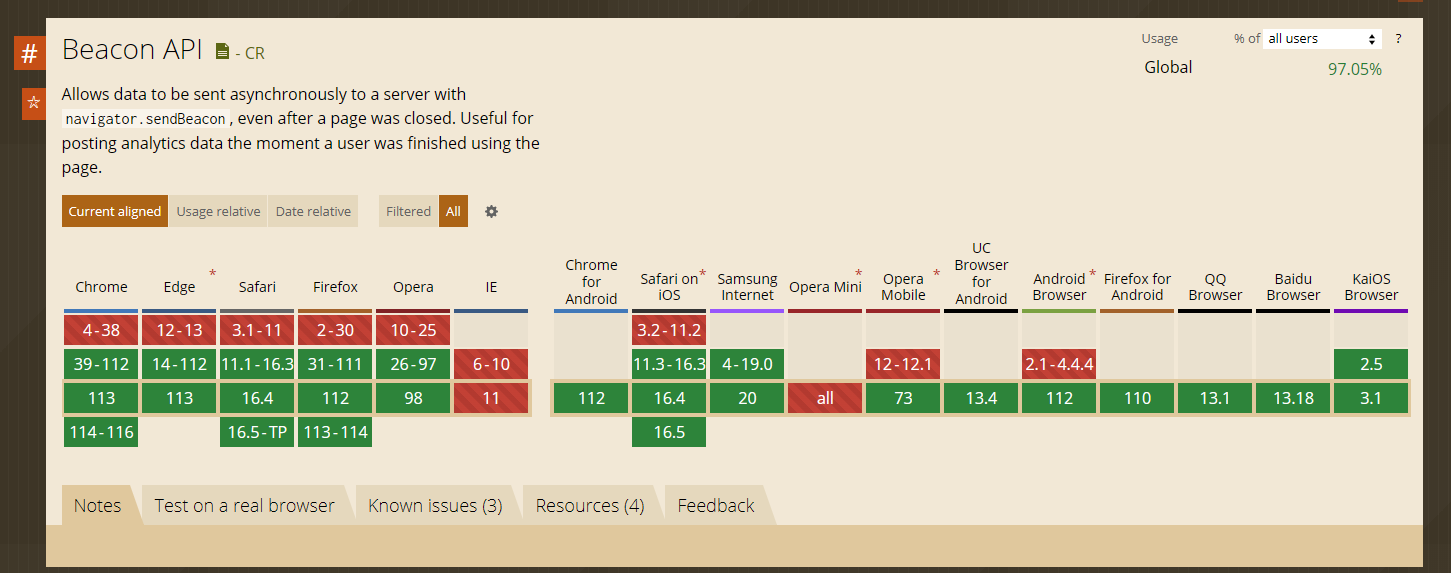 #
Beacon API - CR
Usage % of all users ?
Global 97.05%
Allows data to be sent asynchronously to a server with
navigator.sendBeacon, even after a page was closed. Useful for
posting analytics data the moment a user was finished using the
page.
Current aligned Usage relative Date relative Filtered All
Chrome Edge * Safari Firefox Opera IE
Chrome for Android Safari on iOS * Samsung Internet Opera Mini * Opera Mobile * UC Browser for Android Android Browser * Firefox for Android QQ Browser Baidu Browser KaiOS Browser
4-38 12-13 3.1-11 2-30 10-25 3.2-11.2
39-112 14-112 11.1-16.3 31-111 26-97 6-10 11.3-16.3 4-19.0 12-12.1 2.1-4.4.4 2.5
113 113 16.4 112 98 11 112 16.4 20 all 73 13.4 112 110 13.1 13.18 3.1
114-116 16.5-TP 113-114 16.5
Notes Test on a real browser Known issues (3) Resources (4) Feedback